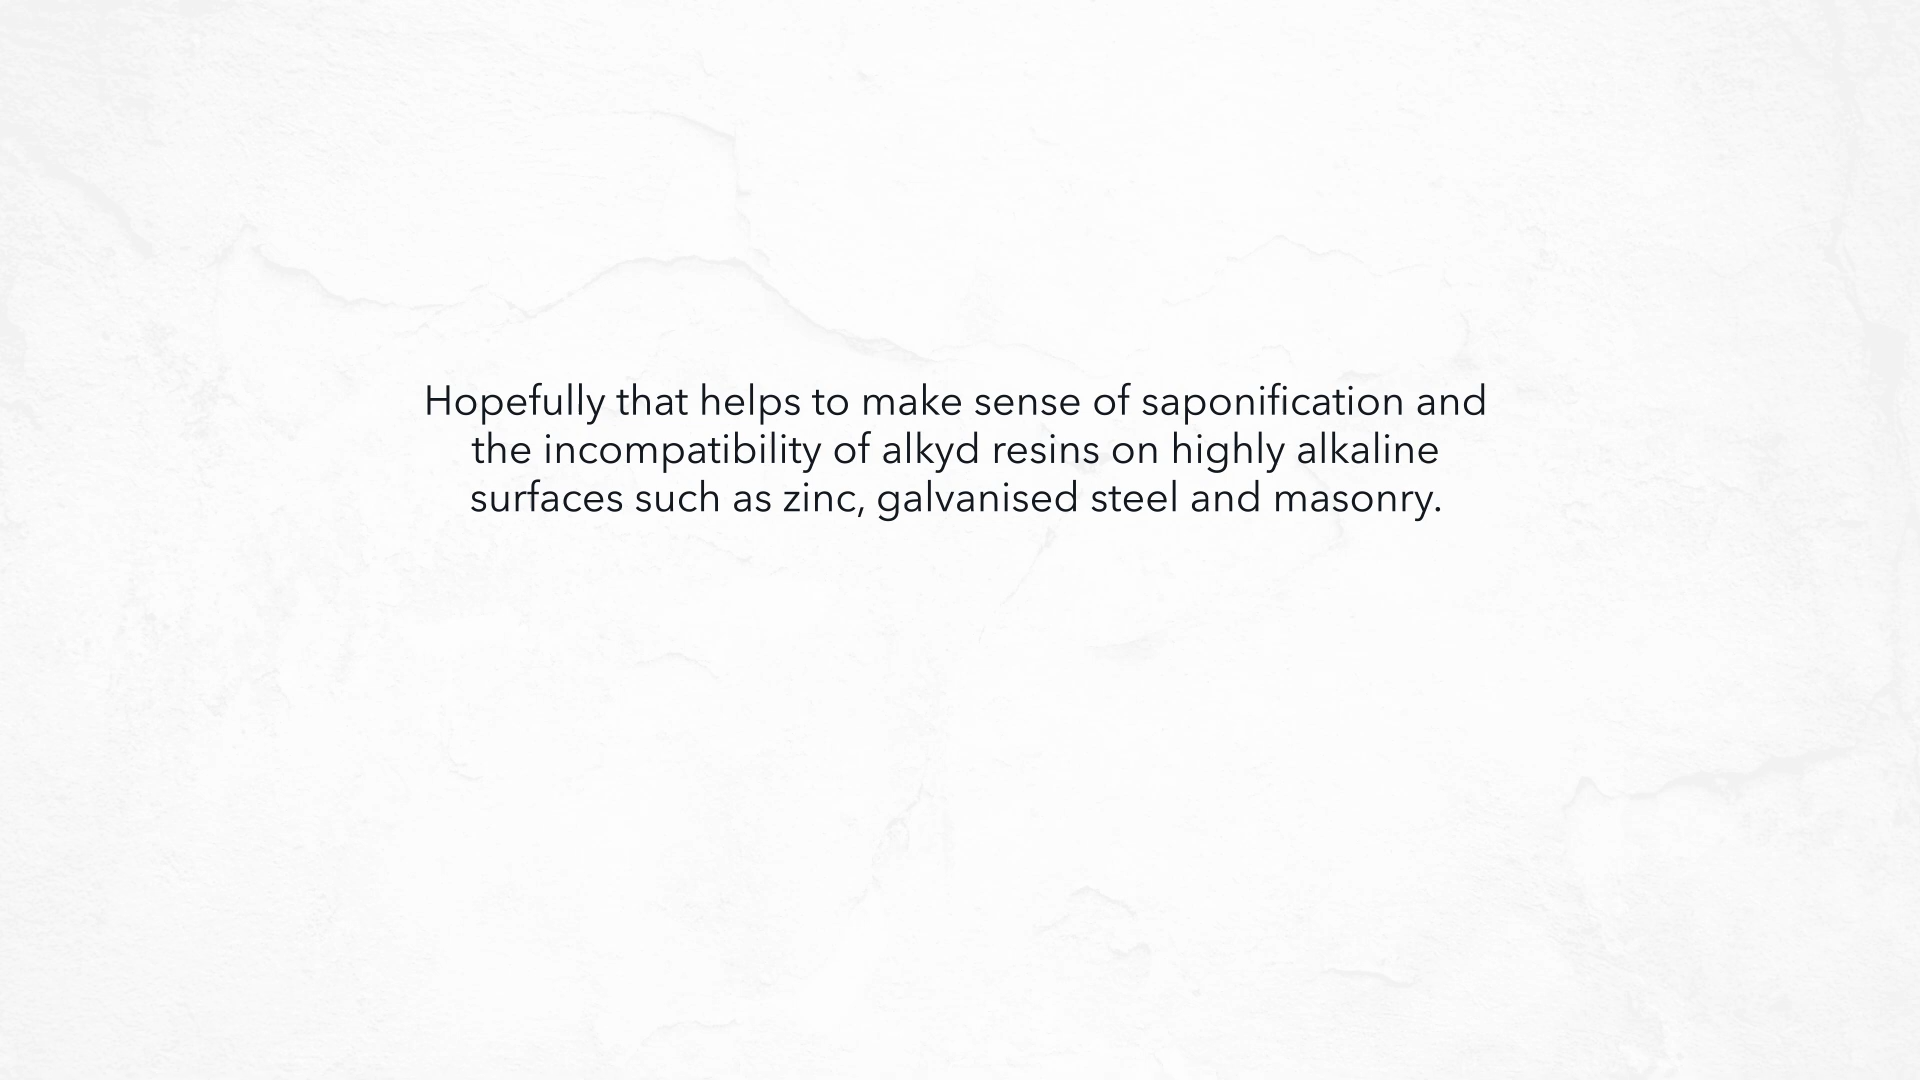 Hopefully that helps to make sense of saponification and
the incompatibility of alkyd resins on highly alkaline
surfaces such as zinc, galvanised steel and masonry.